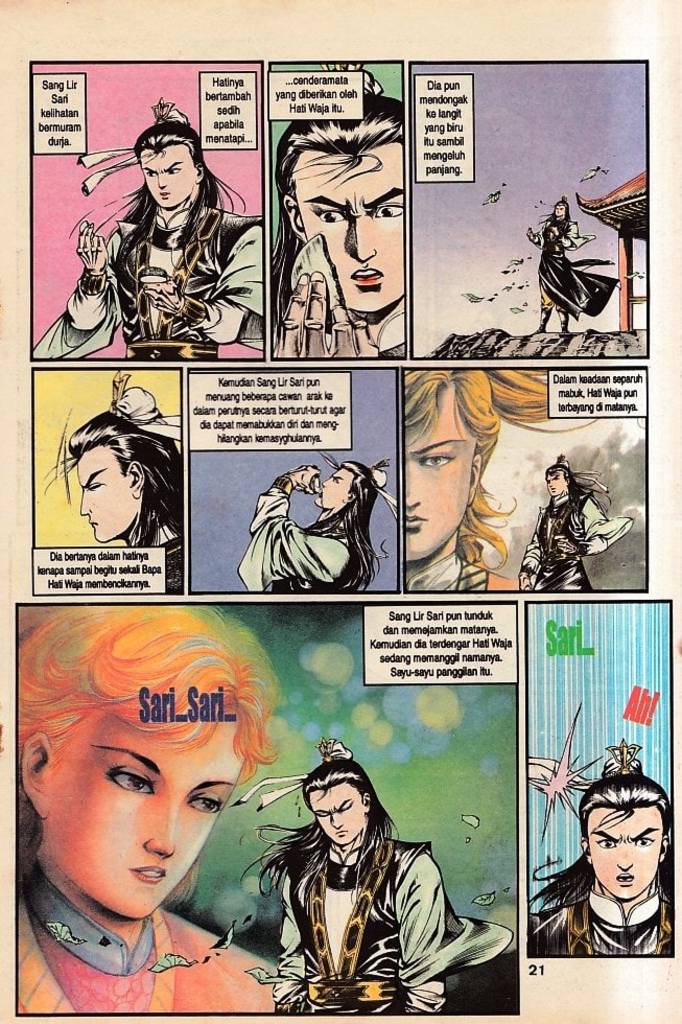 Sang Lir
Sari
kelihatan
bermuram
durja.
Hatinya
bertambah
sedih
apabila
menatapi...
...cenderamata
yang diberikan oleh
Hati Waja itu.
Dia pun
mendongak
ke langit
yang biru
itu sambil
mengeluh
panjang.
Dia bertanya dalam hatinya
kenapa sampai begitu sekali Bapa
Hati Waja membencikannya.
Kemudian Sang Lir Sari pun
menuang beberapa cawan arak ke
dalam perutnya secara berturut-turut agar
dia dapat memabukkan diri dan meng-
hilangkan kemasyghulannya.
Dalam keadaan separuh
mabuk, Hati Waja pun
terbayang di matanya.
Sang Lir Sari pun tunduk
dan memejamkan matanya.
Kemudian dia terdengar Hati Waja
sedang memanggil namanya.
Sayu-sayu panggilan itu.
Sari...Sari...
Sari...
Ah!
21